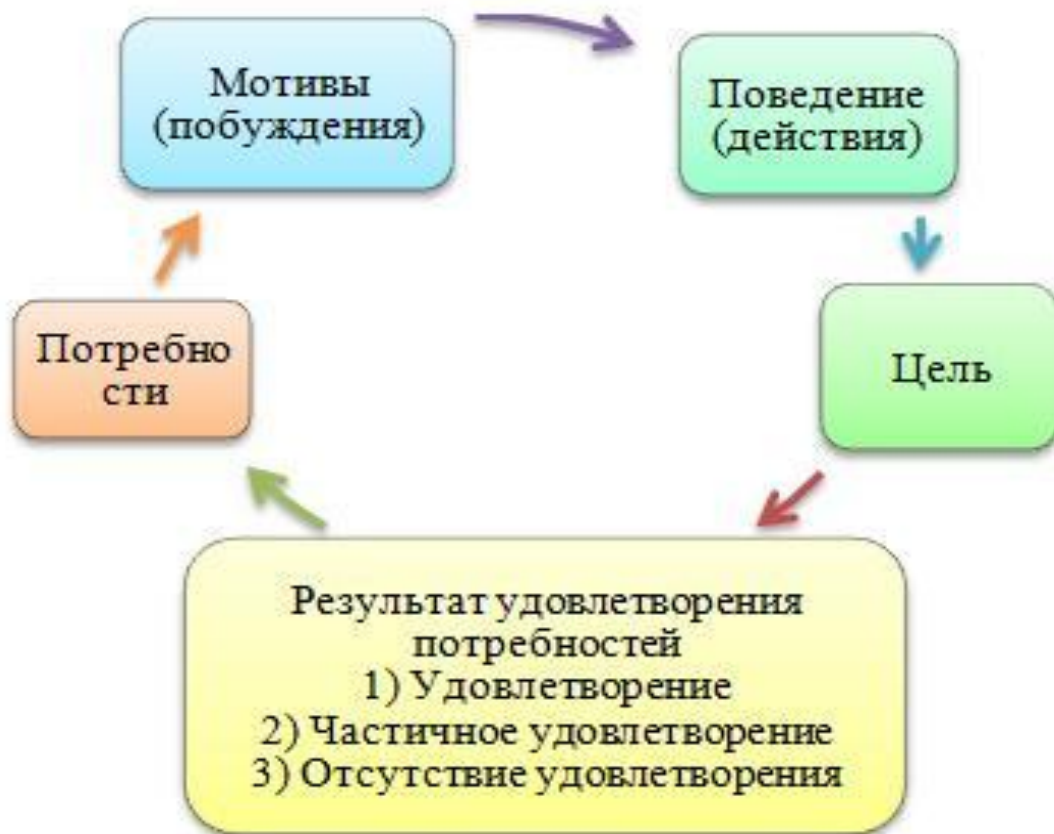 Мотивы
(побуждения)
Поведение
(действия)
Потребно
сти
Цель
Результат удовлетворения
потребностей
1) Удовлетворение
2) Частичное удовлетворение
3) Отсутствие удовлетворения